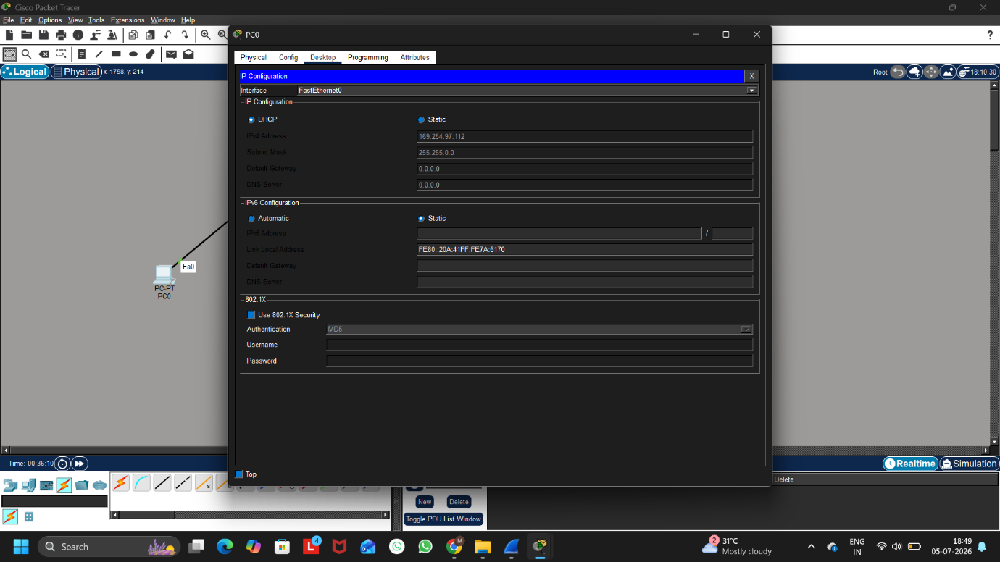 Cisco Packet Tracer
File Edit Options View Tools Extensions Window Help
PC0
?
Physical Config Desktop Programming Attributes
Logical Physical x: 1758, y: 214
Root 18:10:30
IP Configuration X
Interface FastEthernet0
IP Configuration
DHCP Static
IPv4 Address 169.254.97.112
Subnet Mask 255.255.0.0
Default Gateway 0.0.0.0
DNS Server 0.0.0.0
IPv6 Configuration
Automatic Static
IPv6 Address /
Link Local Address FE80::20A:41FF:FE7A:6170
Default Gateway
DNS Server
Fa0
PC-PT
PC0
802.1X
Use 802.1X Security
Authentication MD5
Username
Password
Top
Time: 00:36:10
Realtime Simulation
Delete
New Delete
Toggle PDU List Window
Search
4
M
2
31°C
Mostly cloudy
ENG
IN
18:49
05-07-2026